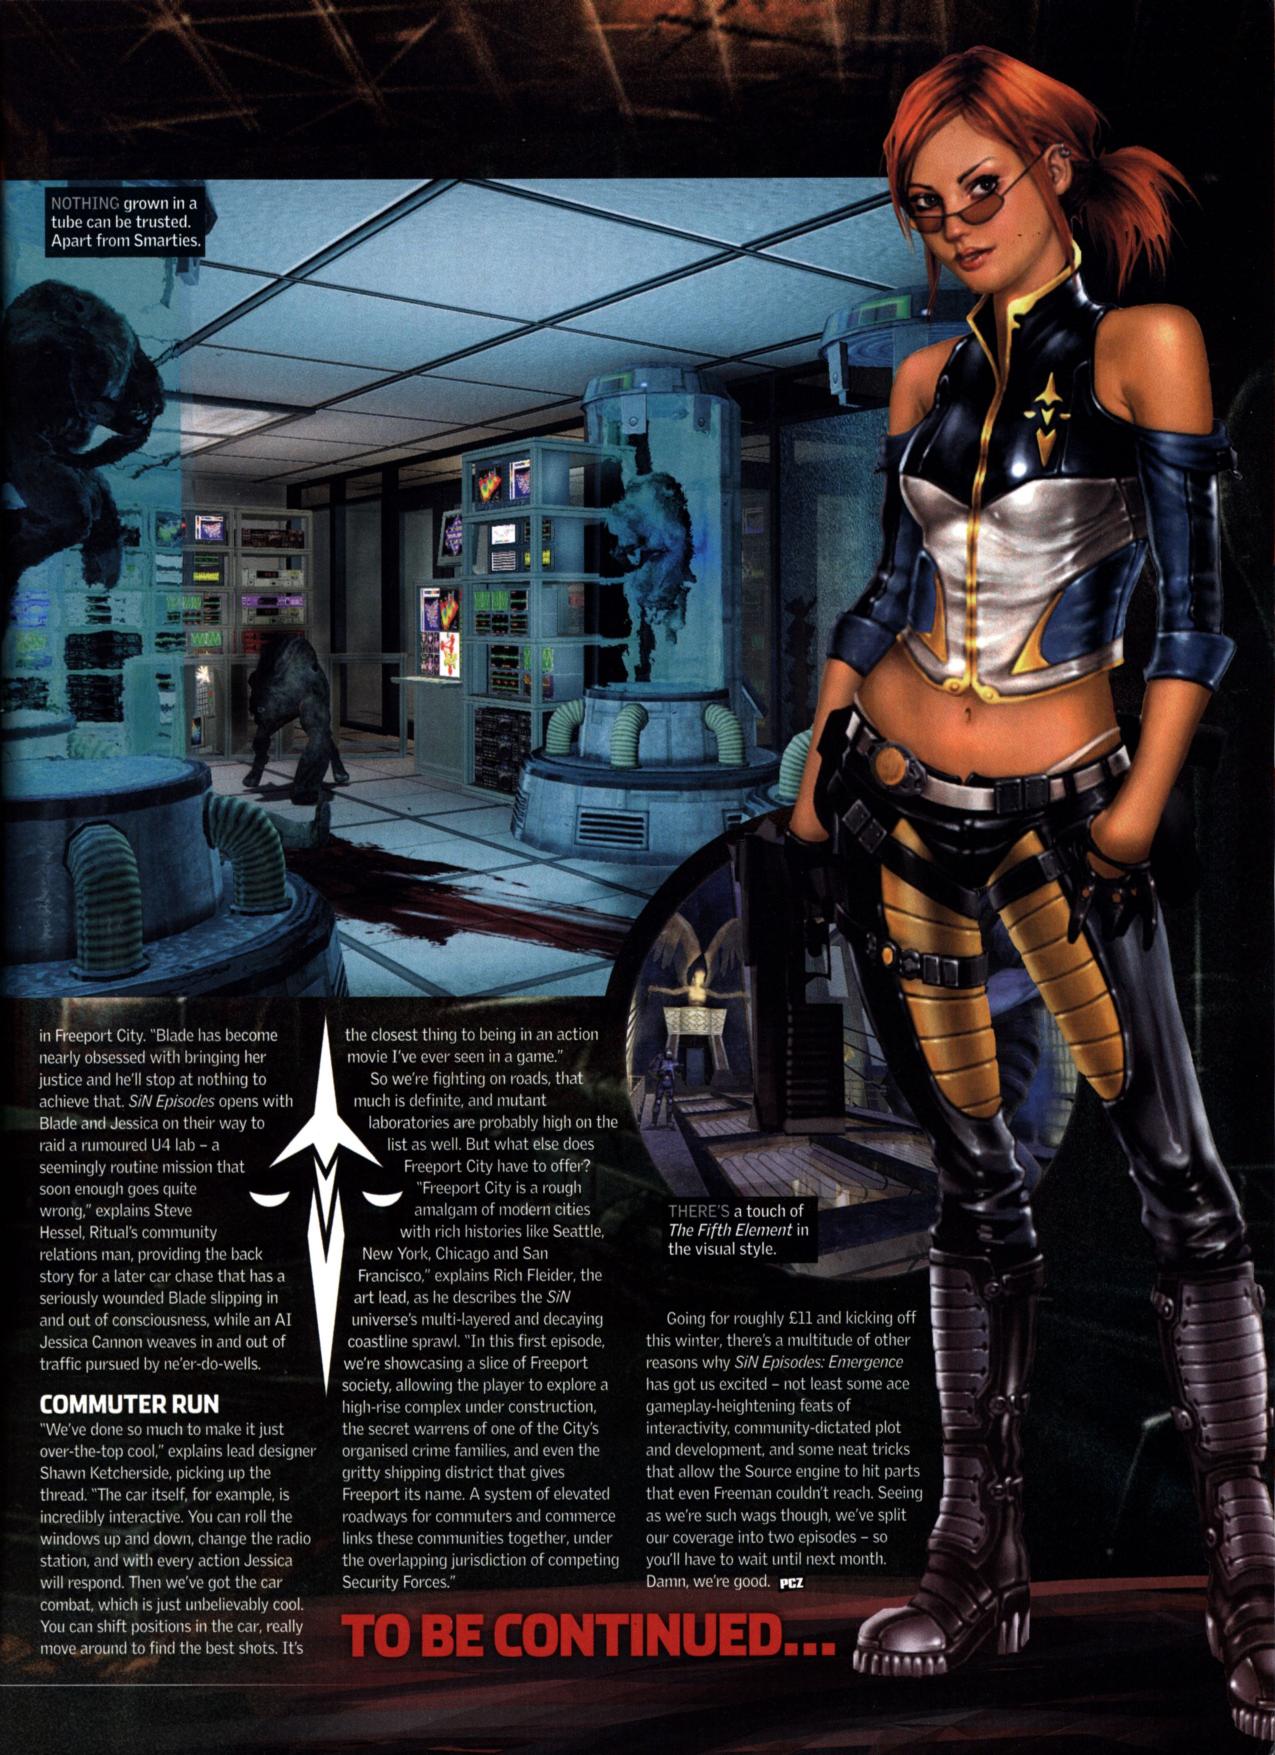 NOTHING grown in a
tube can be trusted.
Apart from Smarties.
in Freeport City. "Blade has become
nearly obsessed with bringing her
justice and he'll stop at nothing to
achieve that. SiN Episodes opens with
Blade and Jessica on their way to
raid a rumoured U4 lab – a
seemingly routine mission that
soon enough goes quite
wrong," explains Steve
Hessel, Ritual's community
relations man, providing the back
story for a later car chase that has a
seriously wounded Blade slipping in
and out of consciousness, while an AI
Jessica Cannon weaves in and out of
traffic pursued by ne'er-do-wells.
COMMUTER RUN
"We've done so much to make it just
over-the-top cool," explains lead designer
Shawn Ketcherside, picking up the
thread. "The car itself, for example, is
incredibly interactive. You can roll the
windows up and down, change the radio
station, and with every action Jessica
will respond. Then we've got the car
combat, which is just unbelievably cool.
You can shift positions in the car, really
move around to find the best shots. It's
the closest thing to being in an action
movie I've ever seen in a game."
So we're fighting on roads, that
much is definite, and mutant
laboratories are probably high on the
list as well. But what else does
Freeport City have to offer?
"Freeport City is a rough
amalgam of modern cities
with rich histories like Seattle,
New York, Chicago and San
Francisco," explains Rich Fleider, the
art lead, as he describes the SiN
universe's multi-layered and decaying
coastline sprawl. "In this first episode,
we're showcasing a slice of Freeport
society, allowing the player to explore a
high-rise complex under construction,
the secret warrens of one of the City's
organised crime families, and even the
gritty shipping district that gives
Freeport its name. A system of elevated
roadways for commuters and commerce
links these communities together, under
the overlapping jurisdiction of competing
Security Forces."
THERE'S a touch of
The Fifth Element in
the visual style.
Going for roughly £11 and kicking off
this winter, there's a multitude of other
reasons why SiN Episodes: Emergence
has got us excited – not least some ace
gameplay-heightening feats of
interactivity, community-dictated plot
and development, and some neat tricks
that allow the Source engine to hit parts
that even Freeman couldn't reach. Seeing
as we're such wags though, we've split
our coverage into two episodes – so
you'll have to wait until next month.
Damn, we're good. PCZ
TO BE CONTINUED...